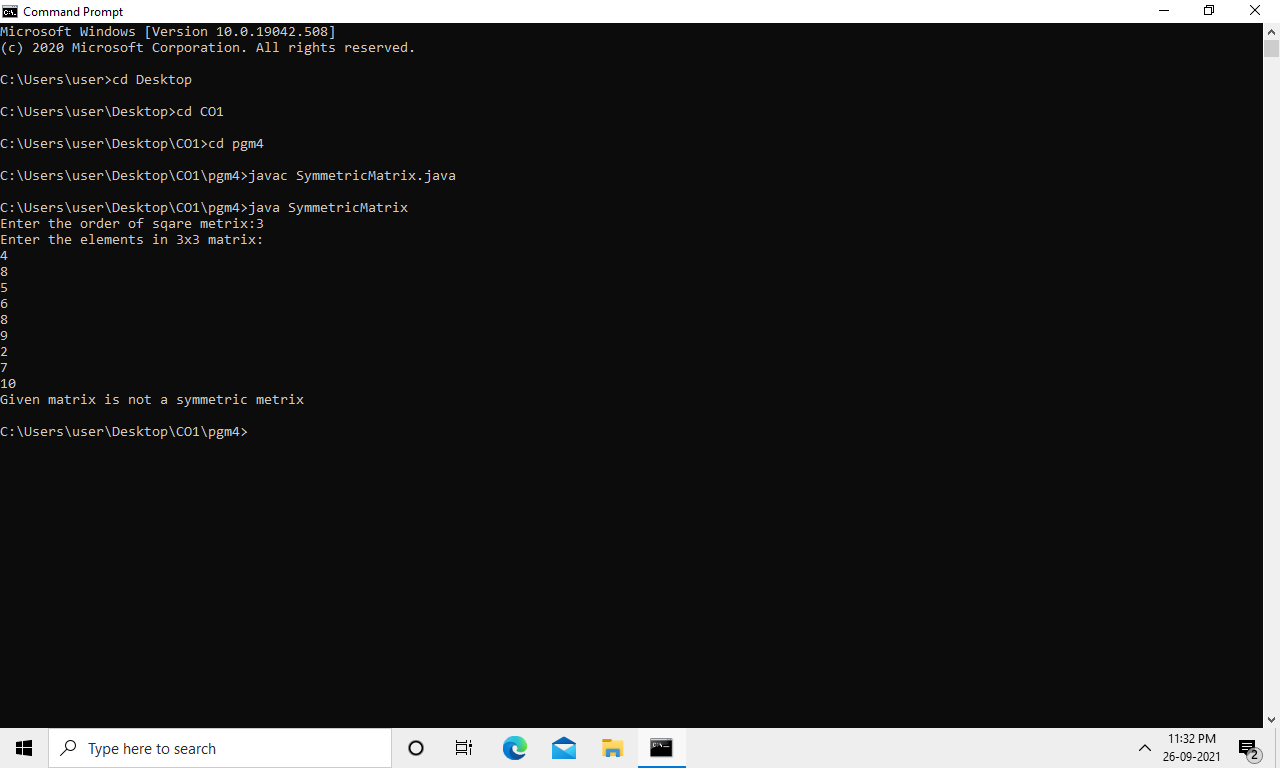 Command Prompt
Microsoft Windows [Version 10.0.19042.508]
(c) 2020 Microsoft Corporation. All rights reserved.
C:\Users\user>cd Desktop
C:\Users\user\Desktop>cd CO1
C:\Users\user\Desktop\CO1>cd pgm4
C:\Users\user\Desktop\CO1\pgm4>javac SymmetricMatrix.java
C:\Users\user\Desktop\CO1\pgm4>java SymmetricMatrix
Enter the order of sqare metrix:3
Enter the elements in 3x3 matrix:
4
8
5
6
8
9
2
7
10
Given matrix is not a symmetric metrix
C:\Users\user\Desktop\CO1\pgm4>
Type here to search
11:32 PM
26-09-2021
2